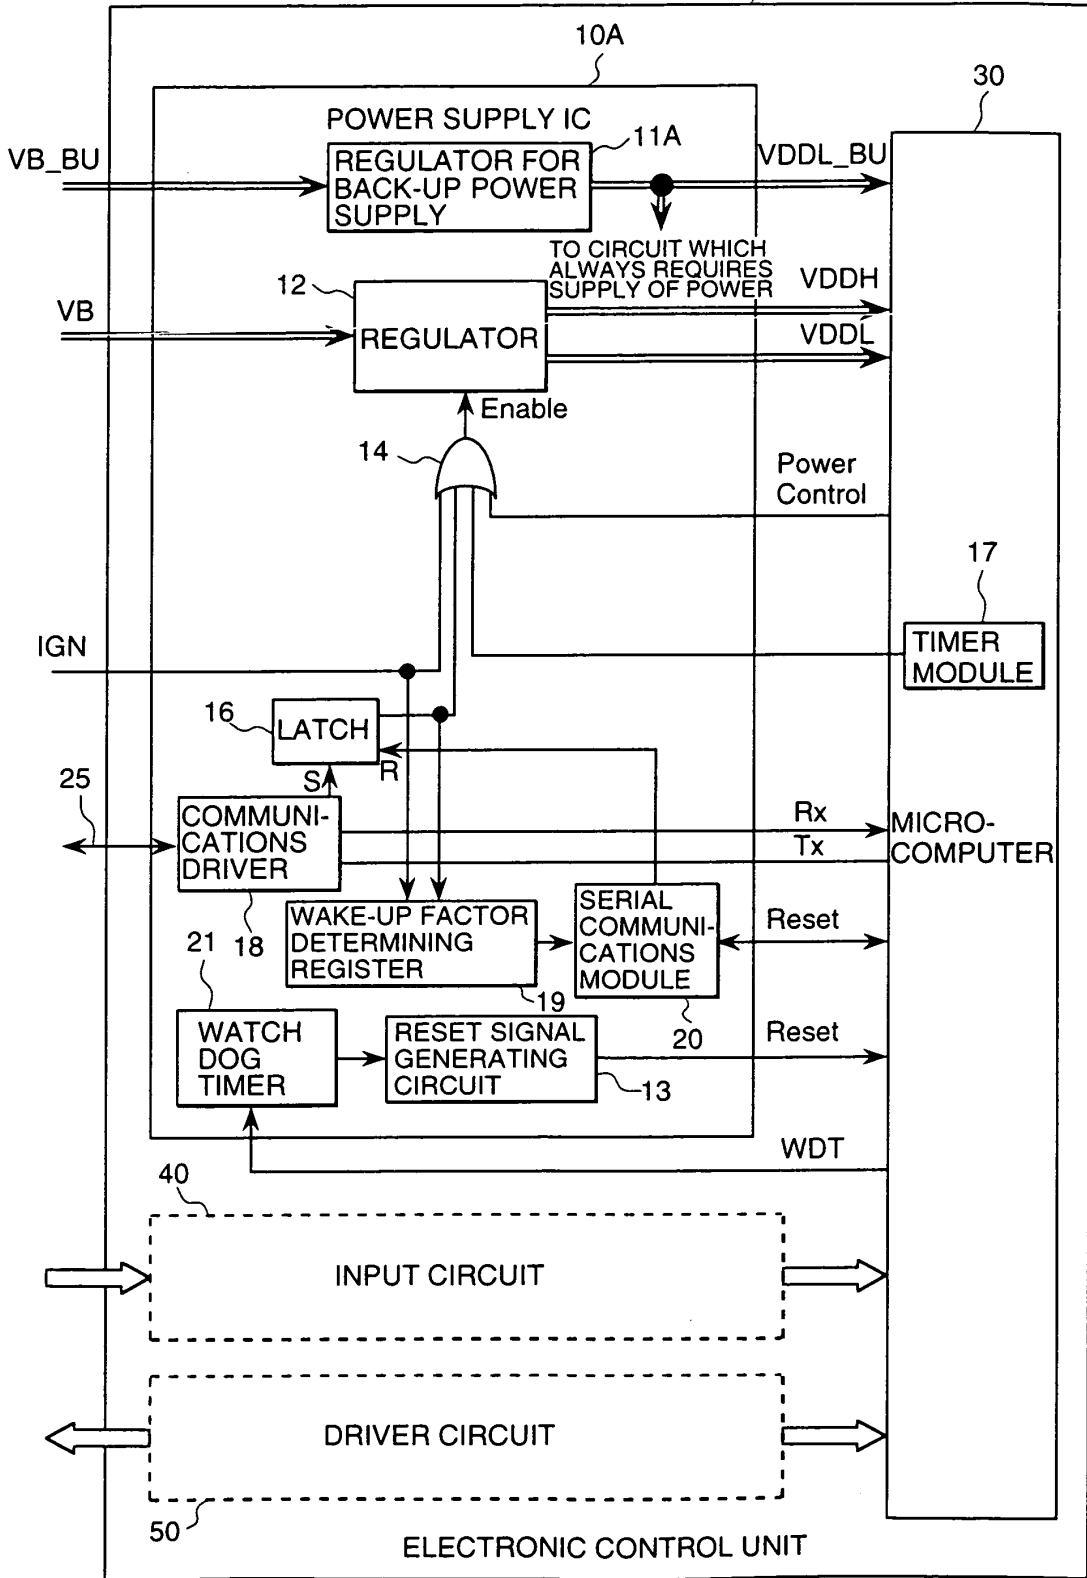 10A
30
POWER SUPPLY IC
11A
VB_BU
REGULATOR FOR
BACK-UP POWER
SUPPLY
VDDL_BU
TO CIRCUIT WHICH
ALWAYS REQUIRES
SUPPLY OF POWER
12
VB
REGULATOR
VDDH
VDDL
Enable
14
Power
Control
17
TIMER
MODULE
IGN
16
LATCH
S
R
25
COMMUNI-
CATIONS
DRIVER
18
Rx
Tx
MICRO-
COMPUTER
WAKE-UP FACTOR
DETERMINING
REGISTER
19
SERIAL
COMMUNI-
CATIONS
MODULE
20
Reset
21
WATCH
DOG
TIMER
RESET SIGNAL
GENERATING
CIRCUIT
13
Reset
WDT
40
INPUT CIRCUIT
DRIVER CIRCUIT
50
ELECTRONIC CONTROL UNIT